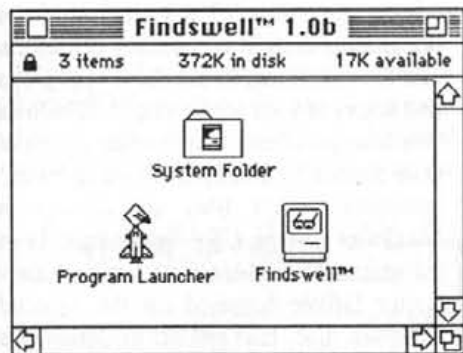 Findswell™ 1.0b
3 items 372K in disk 17K available
System Folder
Program Launcher Findswell™